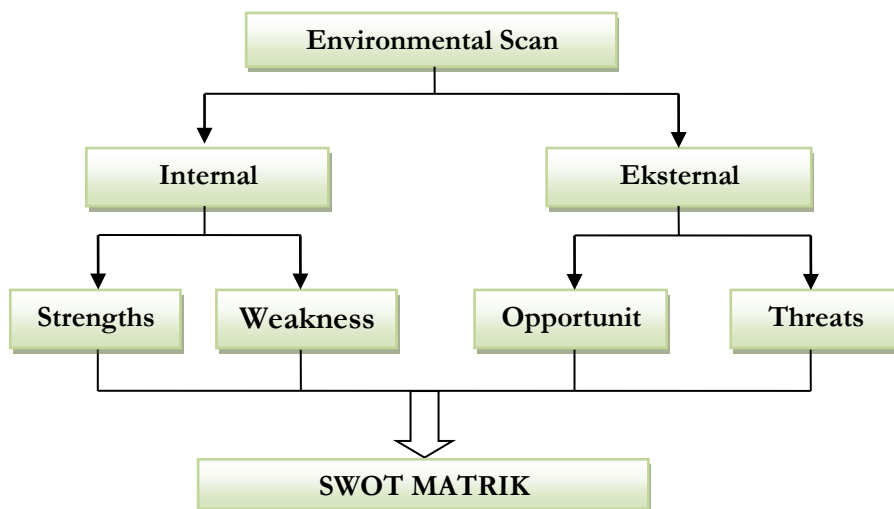 Environmental Scan
Internal
Eksternal
Strengths
Weakness
Opportunit
Threats
SWOT MATRIK